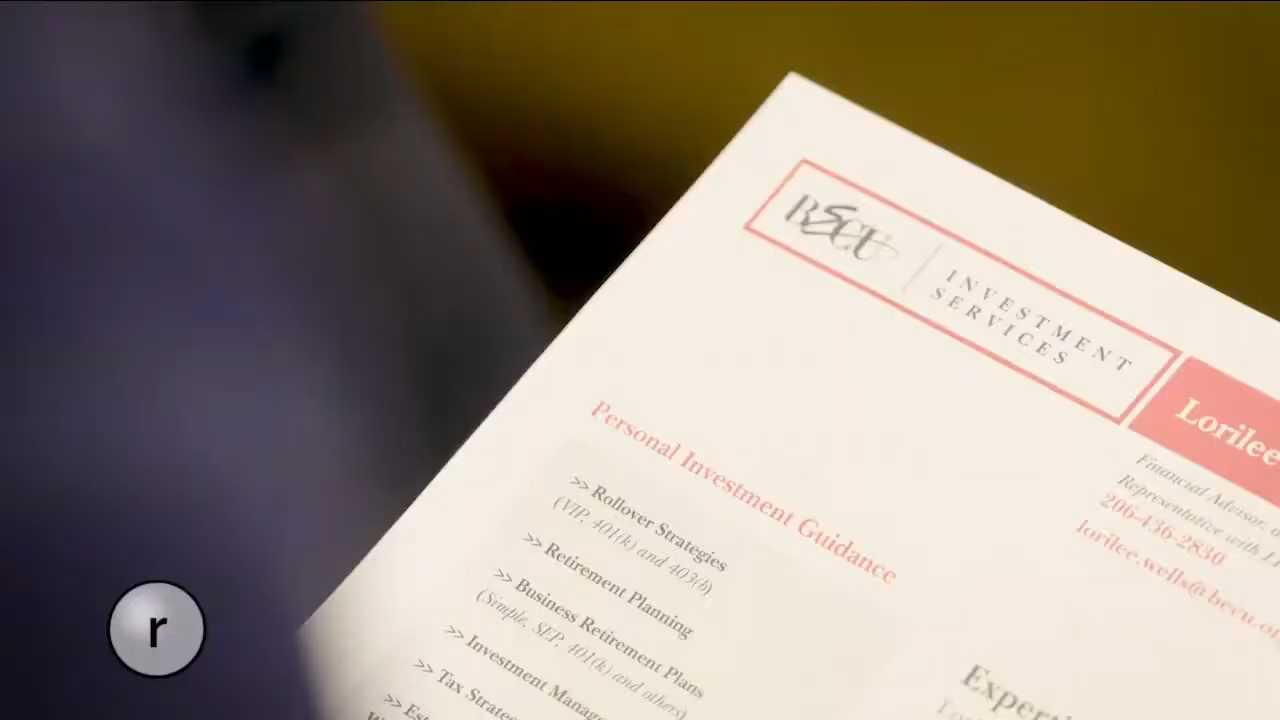 BECU
INVESTMENT
SERVICES
Lorilee
Financial Advisor,
Representative with
206-436-2830
lorilee.wells@becu.o
Personal Investment Guidance
>> Rollover Strategies
(VIP, 401(k) and 403(b)
>> Retirement Planning
>> Business Retirement Plans
(Simple, SEP, 401(k) and others)
>> Investment Manag
>> Tax Strate
>> Est
Experti
r